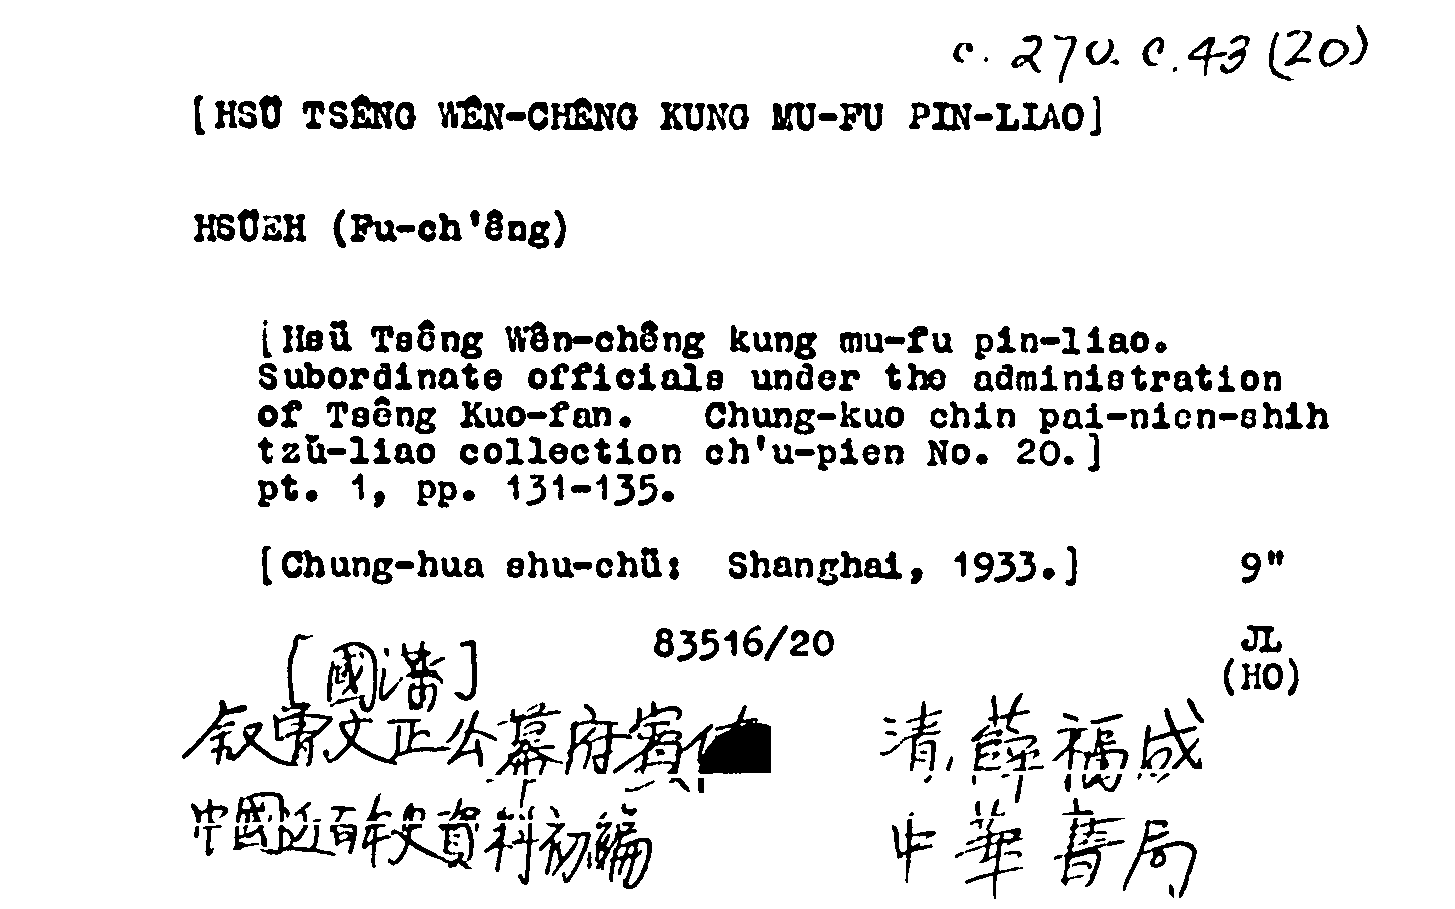 c. 270. c. 43 (20)
[HSÜ TSÊNG WÊN-CHÊNG KUNG MU-FU PIN-LIAO]
HSÜEH (Fu-ch'êng)
[Hsü Tsêng Wên-chêng kung mu-fu pin-liao.
Subordinate officials under the administration
of Tsêng Kuo-fan. Chung-kuo chin pai-nien-shih
tzŭ-liao collection ch'u-pien No. 20.]
pt. 1, pp. 131-135.
[Chung-hua shu-chü: Shanghai, 1933.] 9"
83516/20 JL
(HO)
[國藩]
叙曾文正公幕府賓 清, 薛福成
中國近百年史資料初編 中華書局